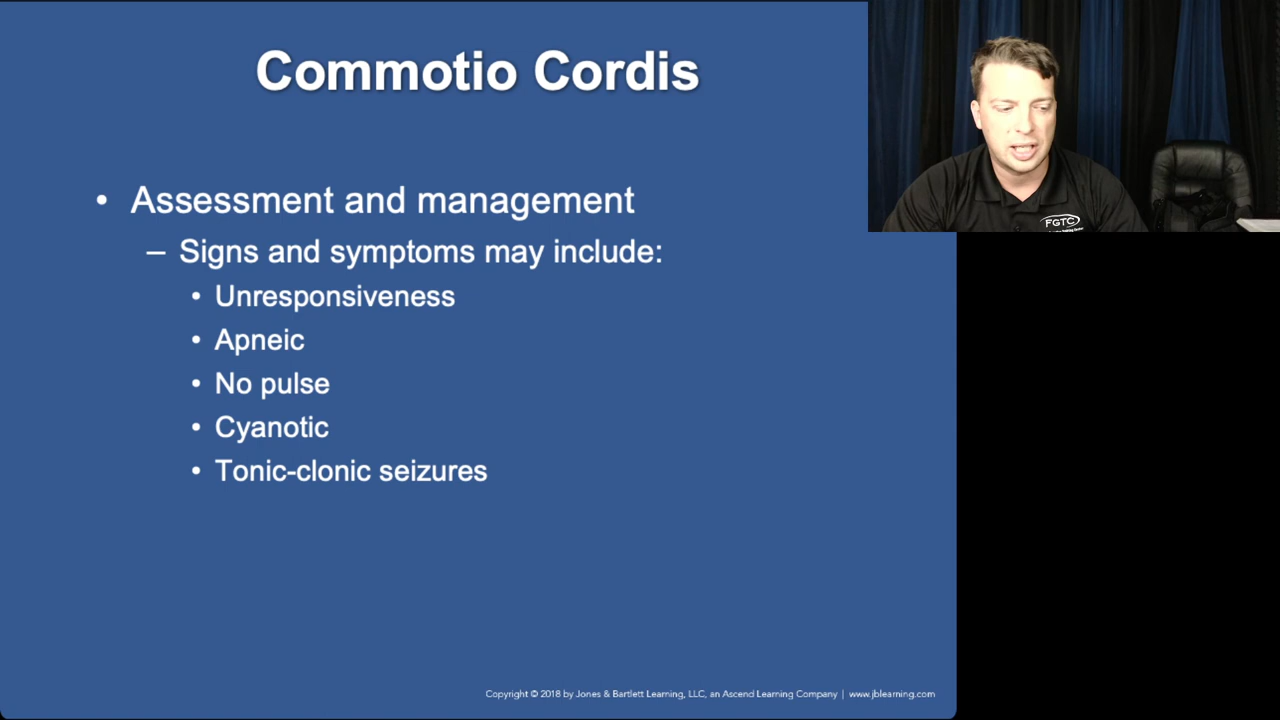 Commotio Cordis
• Assessment and management
– Signs and symptoms may include:
• Unresponsiveness
• Apneic
• No pulse
• Cyanotic
• Tonic-clonic seizures
FGTC
Copyright © 2018 by Jones & Bartlett Learning, LLC, an Ascend Learning Company | www.jblearning.com